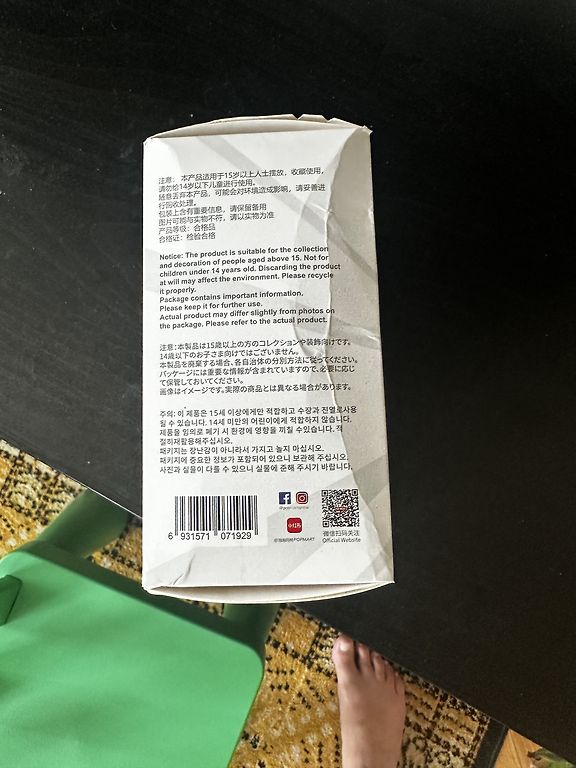 注意： 本产品适用于15岁以上人士摆放，收藏使用，
请勿给14岁以下儿童进行使用。
随意丢弃本产品，可能会对环境造成影响，请妥善进
行回收处理。
包装上含有重要信息，请保留备用
图片可能与实物不符，请以实物为准
产品等级：合格品
合格证：检验合格
Notice: The product is suitable for the collection
and decoration of people aged above 15. Not for
children under 14 years old. Discarding the product
at will may affect the environment. Please recycle
it properly.
Package contains important information.
Please keep it for further use.
Actual product may differ slightly from photos on
the package. Please refer to the actual product.
注意:本製品は15歳以上の方のコレクションや装飾向けです。
14歳以下のお子さま向けではございません。
本製品を廃棄する場合、各自治体の分別方法に従ってください。
パッケージには重要な情報が含まれていますので、必要に応じ
て保管しておいてください。
画像はイメージです。実際の商品とは異なる場合があります。
주의: 이 제품은 15세 이상에게만 적합하고 수장과 진열로사용
될 수 있습니다. 14세 미만의 어린이에게 적합하지 않습니다.
제품을 임의로 폐기 시 환경에 영향을 끼칠 수있습니다. 적
절히재활용해주십시오.
패키지는 장난감이 아니라서 가지고 놀지 마십시오.
패키지에 중요한 정보가 포함되어 있으니 보관해 주십시오.
사진과 실물이 다를 수 있으니 실물에 준해 주시기 바랍니다.
6 931571 071929
小红书
POPMART
微信扫码关注
Official Website